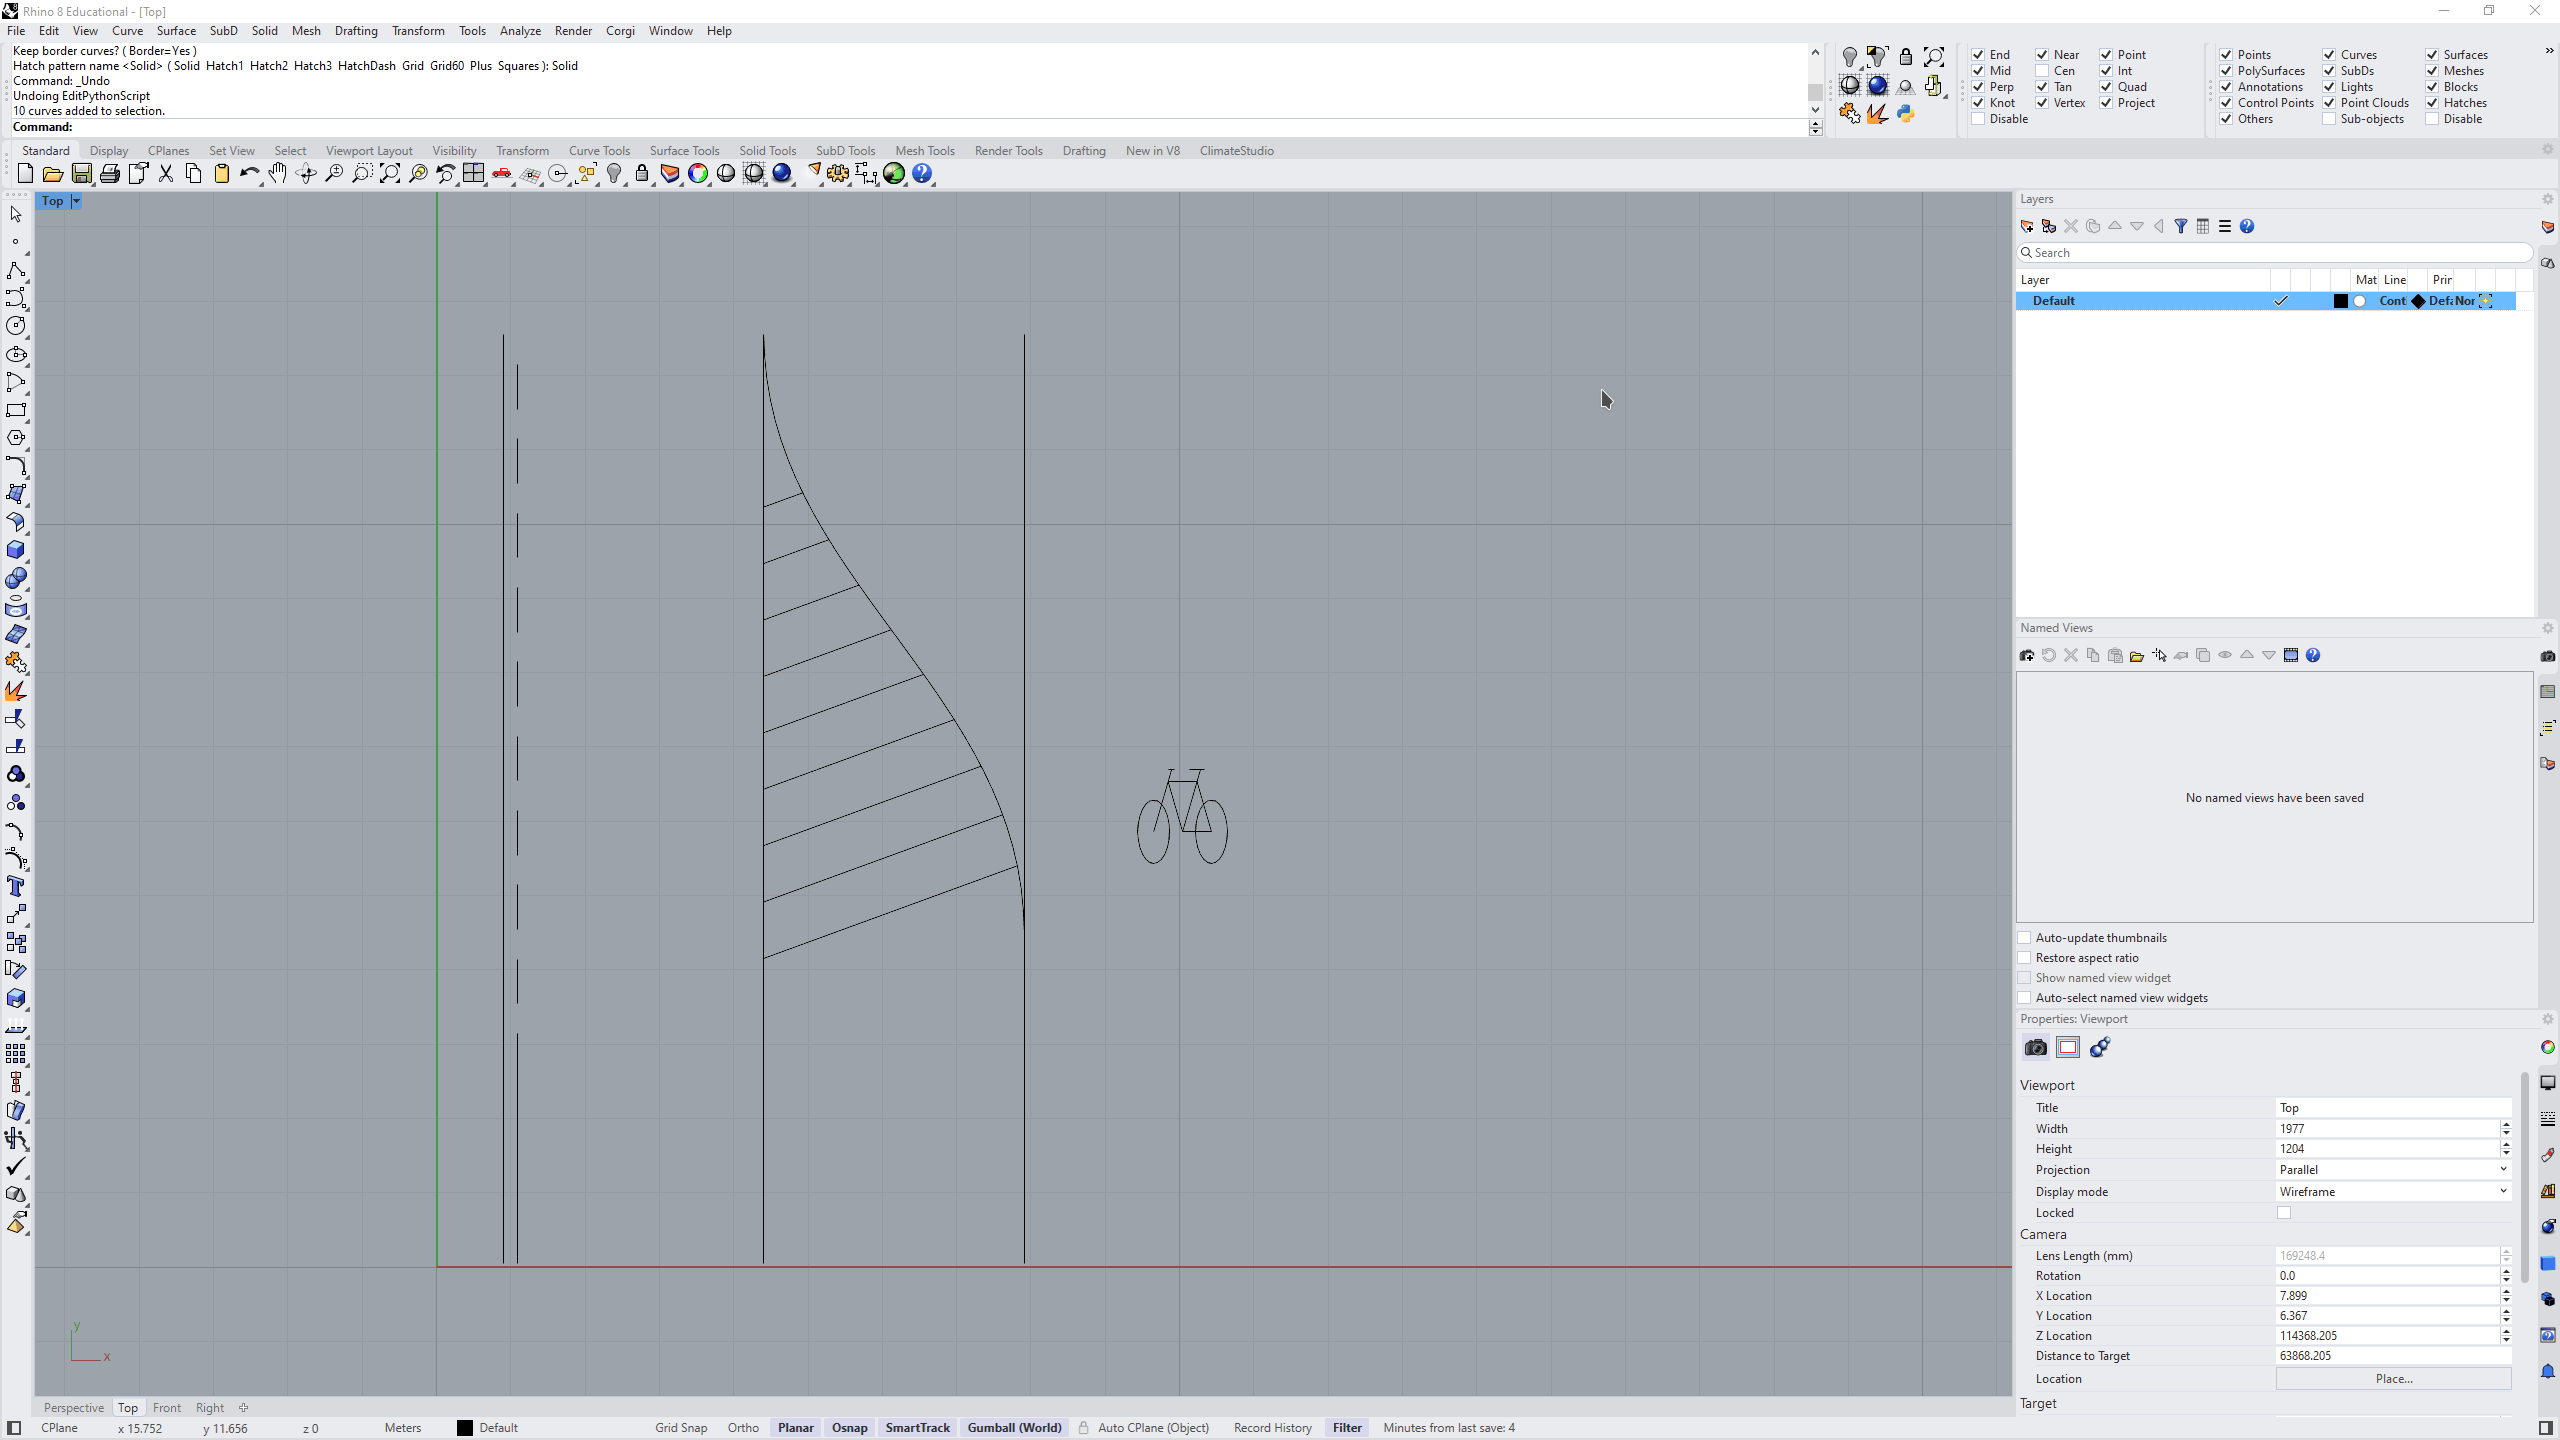 Rhino 8 Educational - [Top]
File Edit View Curve Surface SubD Solid Mesh Drafting Transform Tools Analyze Render Corgi Window Help
Keep border curves? ( Border=Yes )
Hatch pattern name <Solid> ( Solid Hatch1 Hatch2 Hatch3 HatchDash Grid Grid60 Plus Squares ): Solid
Command: _Undo
Undoing EditPythonScript
10 curves added to selection.
Command:
End Near Point
Mid Cen Int
Perp Tan Quad
Knot Vertex Project
Disable
Points Curves Surfaces
PolySurfaces SubDs Meshes
Annotations Lights Blocks
Control Points Point Clouds Hatches
Others Sub-objects Disable
Standard Display CPlanes Set View Select Viewport Layout Visibility Transform Curve Tools Surface Tools Solid Tools SubD Tools Mesh Tools Render Tools Drafting New in V8 ClimateStudio
Top
y
x
Layers
Search
Layer Mat Line Prir
Default Conti Defa Nor
Named Views
No named views have been saved
Auto-update thumbnails
Restore aspect ratio
Show named view widget
Auto-select named view widgets
Properties: Viewport
Viewport
Title Top
Width 1977
Height 1204
Projection Parallel
Display mode Wireframe
Locked
Camera
Lens Length (mm) 169248.4
Rotation 0.0
X Location 7.899
Y Location 6.367
Z Location 114368.205
Distance to Target 63868.205
Location Place...
Target
Perspective Top Front Right
CPlane x 15.752 y 11.656 z 0 Meters Default Grid Snap Ortho Planar Osnap SmartTrack Gumball (World) Auto CPlane (Object) Record History Filter Minutes from last save: 4